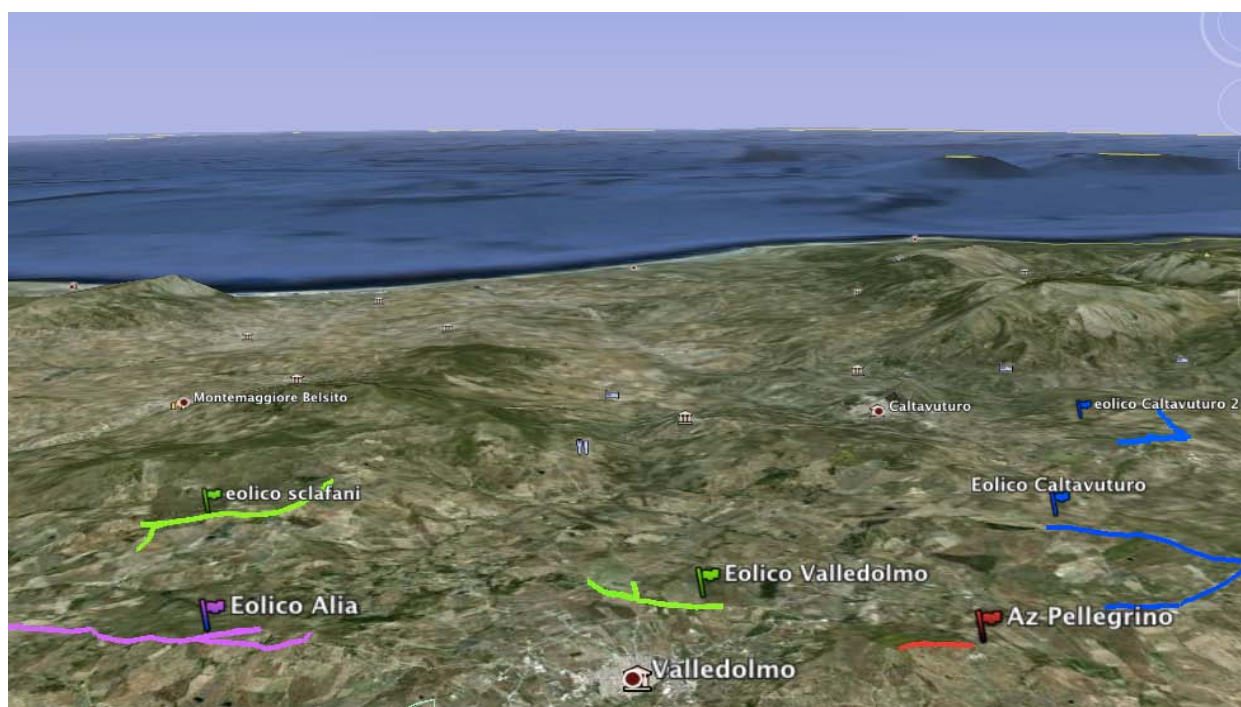 Montemaggiore Belsito
Caltavuturo
eolico Caltavuturo 2
eolico sclafani
Eolico Caltavuturo
Eolico Valledolmo
Eolico Alia
Az Pellegrino
Valledolmo